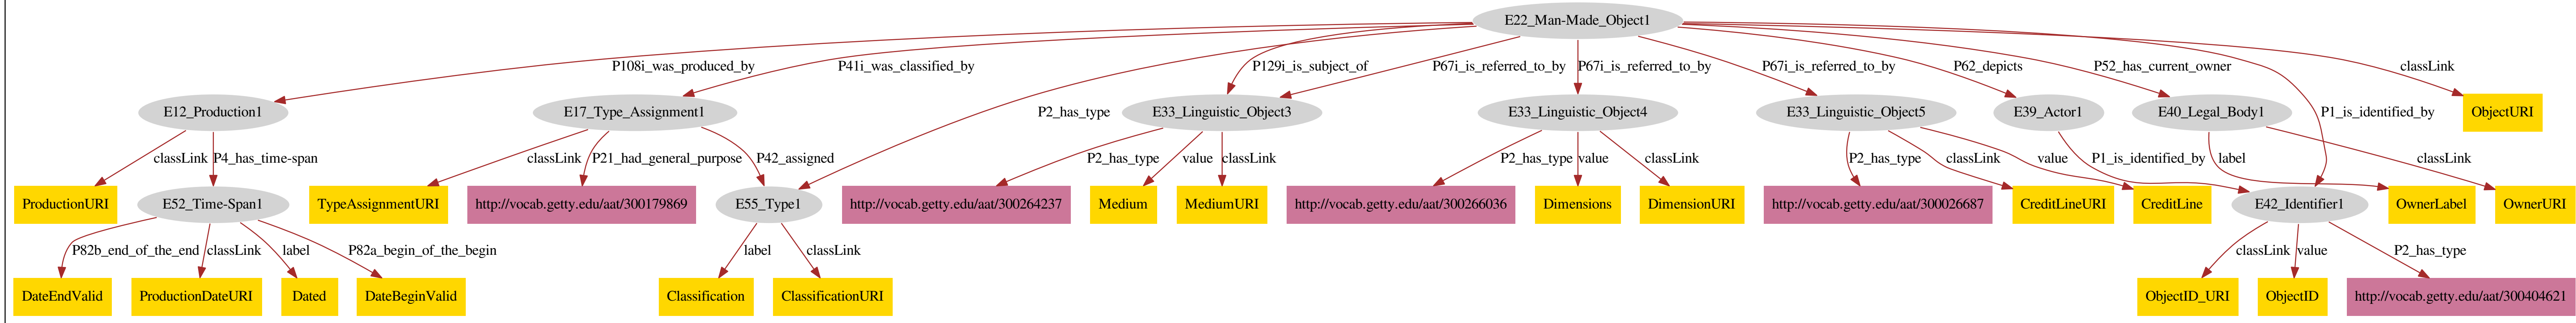 E22_Man-Made_Object1
P108i_was_produced_by
P41i_was_classified_by
P129i_is_subject_of
P67i_is_referred_to_by
P67i_is_referred_to_by
P67i_is_referred_to_by
P62_depicts
P52_has_current_owner
classLink
E12_Production1
E17_Type_Assignment1
P2_has_type
E33_Linguistic_Object3
E33_Linguistic_Object4
E33_Linguistic_Object5
E39_Actor1
E40_Legal_Body1
P1_is_identified_by
ObjectURI
classLink
P4_has_time-span
classLink
P21_had_general_purpose
P42_assigned
P2_has_type
value
classLink
P2_has_type
value
classLink
P2_has_type
classLink
value
P1_is_identified_by
label
classLink
ProductionURI
E52_Time-Span1
TypeAssignmentURI
http://vocab.getty.edu/aat/300179869
E55_Type1
http://vocab.getty.edu/aat/300264237
Medium
MediumURI
http://vocab.getty.edu/aat/300266036
Dimensions
DimensionURI
http://vocab.getty.edu/aat/300026687
CreditLineURI
CreditLine
E42_Identifier1
OwnerLabel
OwnerURI
P82b_end_of_the_end
classLink
label
P82a_begin_of_the_begin
label
classLink
classLink
value
P2_has_type
DateEndValid
ProductionDateURI
Dated
DateBeginValid
Classification
ClassificationURI
ObjectID_URI
ObjectID
http://vocab.getty.edu/aat/300404621